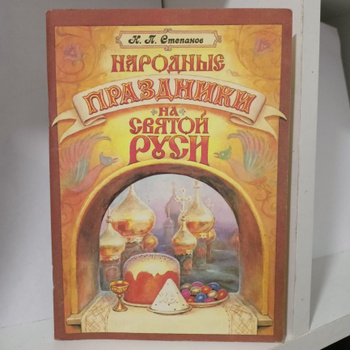 Н. П. Степанов
НАРОДНЫЕ
ПРАЗДНИКИ
НА
СВЯТОЙ
РУСИ